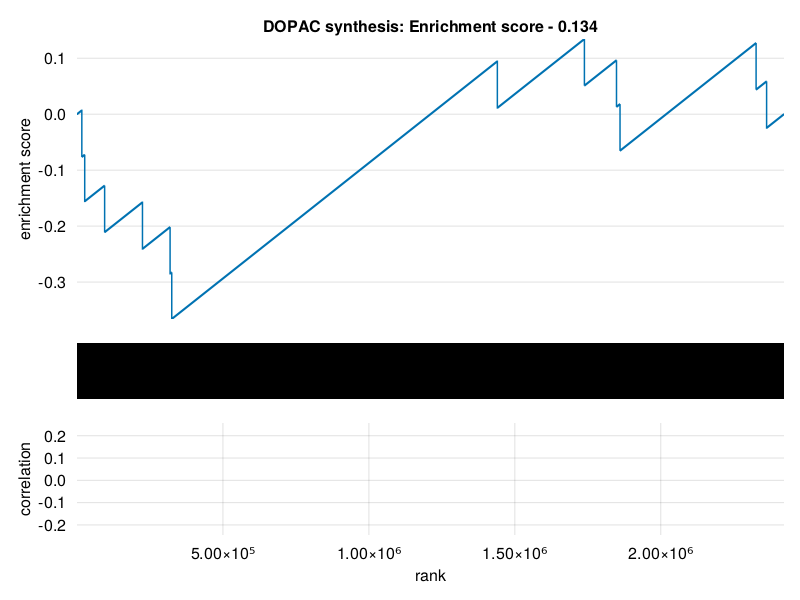 DOPAC synthesis: Enrichment score - 0.134
enrichment score
0.1
0.0
-0.1
-0.2
-0.3
correlation
0.2
0.1
0.0
-0.1
-0.2
5.00×10⁵ 1.00×10⁶ 1.50×10⁶ 2.00×10⁶
rank